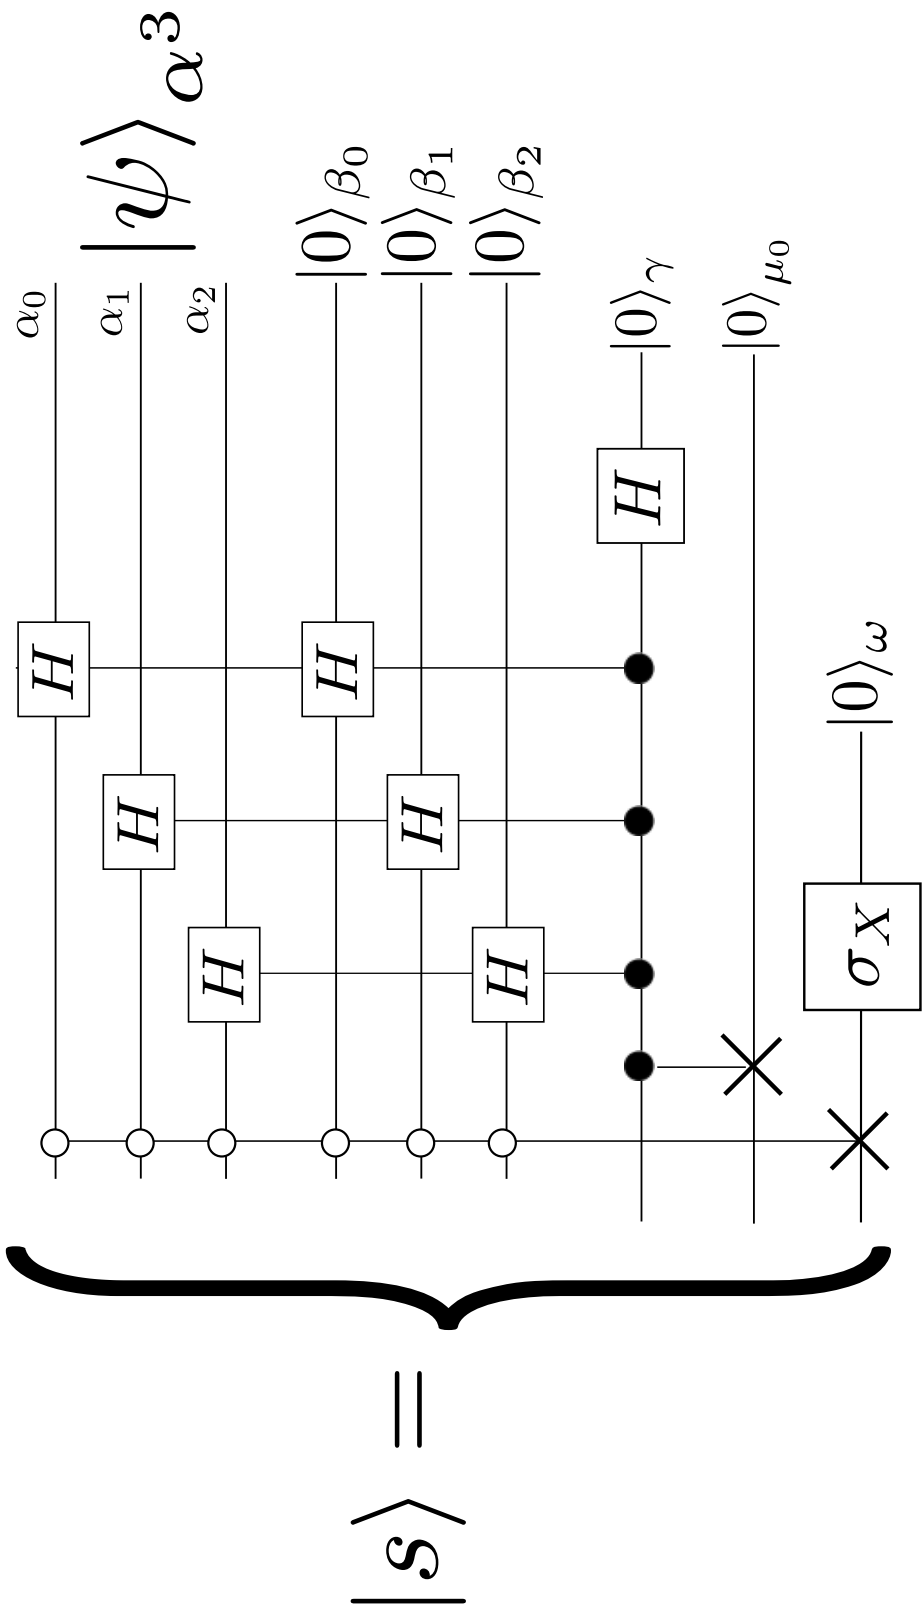 |s⟩ =
H α₀
H α₁
|ψ⟩α³
H α₂
H |0⟩β₀
H |0⟩β₁
H |0⟩β₂
H |0⟩γ
|0⟩μ₀
σX |0⟩ω